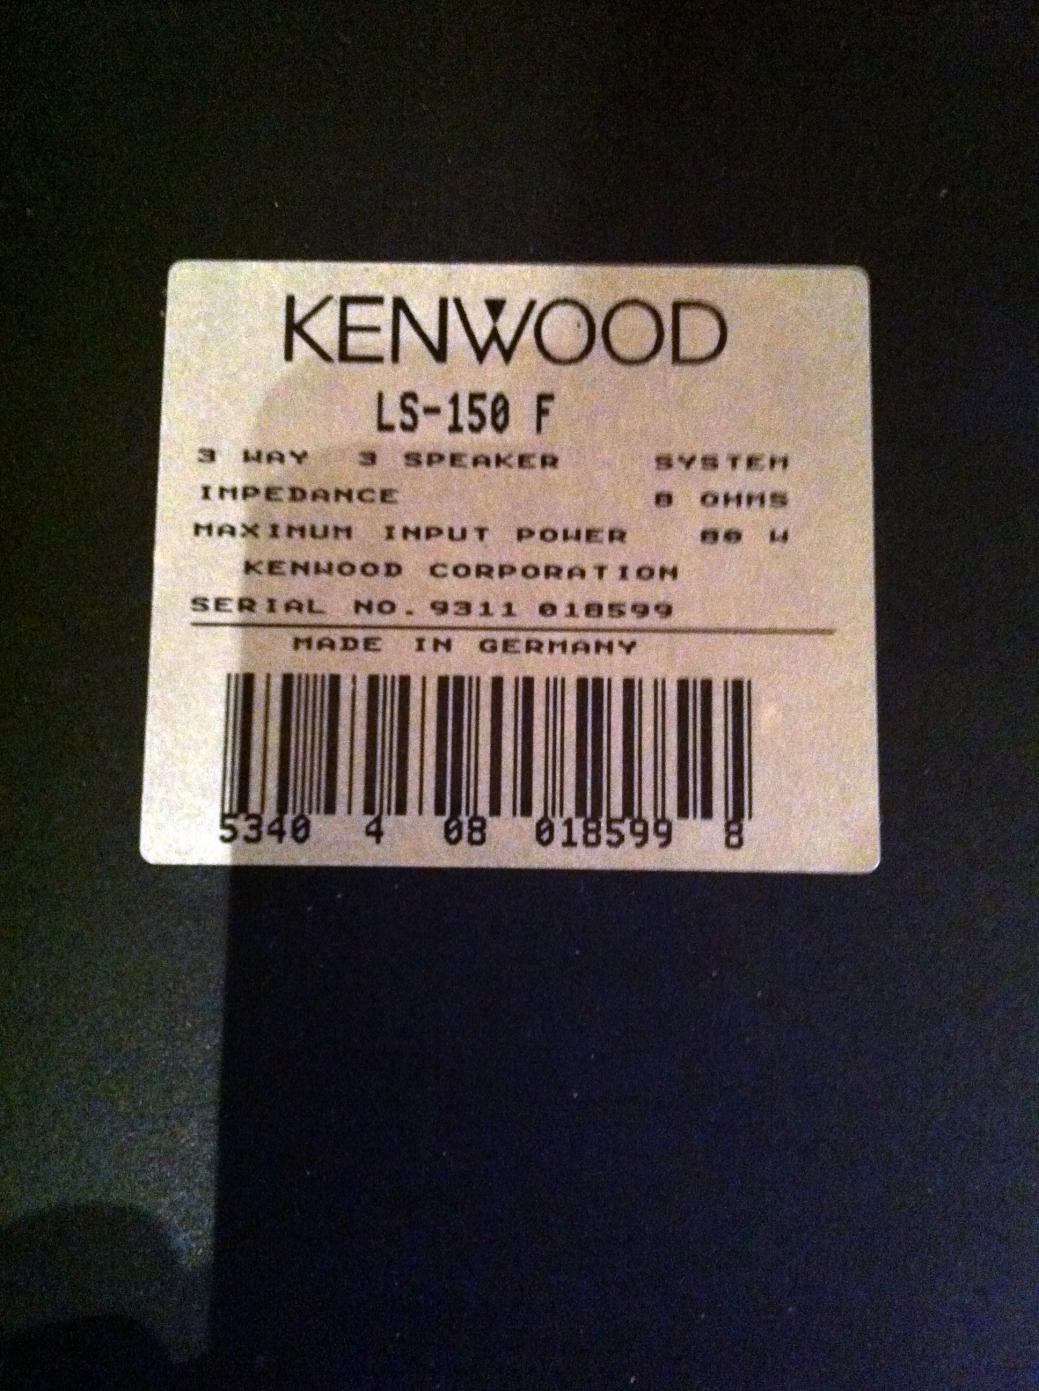 KENWOOD
LS-150 F
3 WAY 3 SPEAKER SYSTEM
IMPEDANCE 8 OHMS
MAXIMUM INPUT POWER 80 W
KENWOOD CORPORATION
SERIAL NO. 9311 018599
MADE IN GERMANY
5340 4 08 018599 8